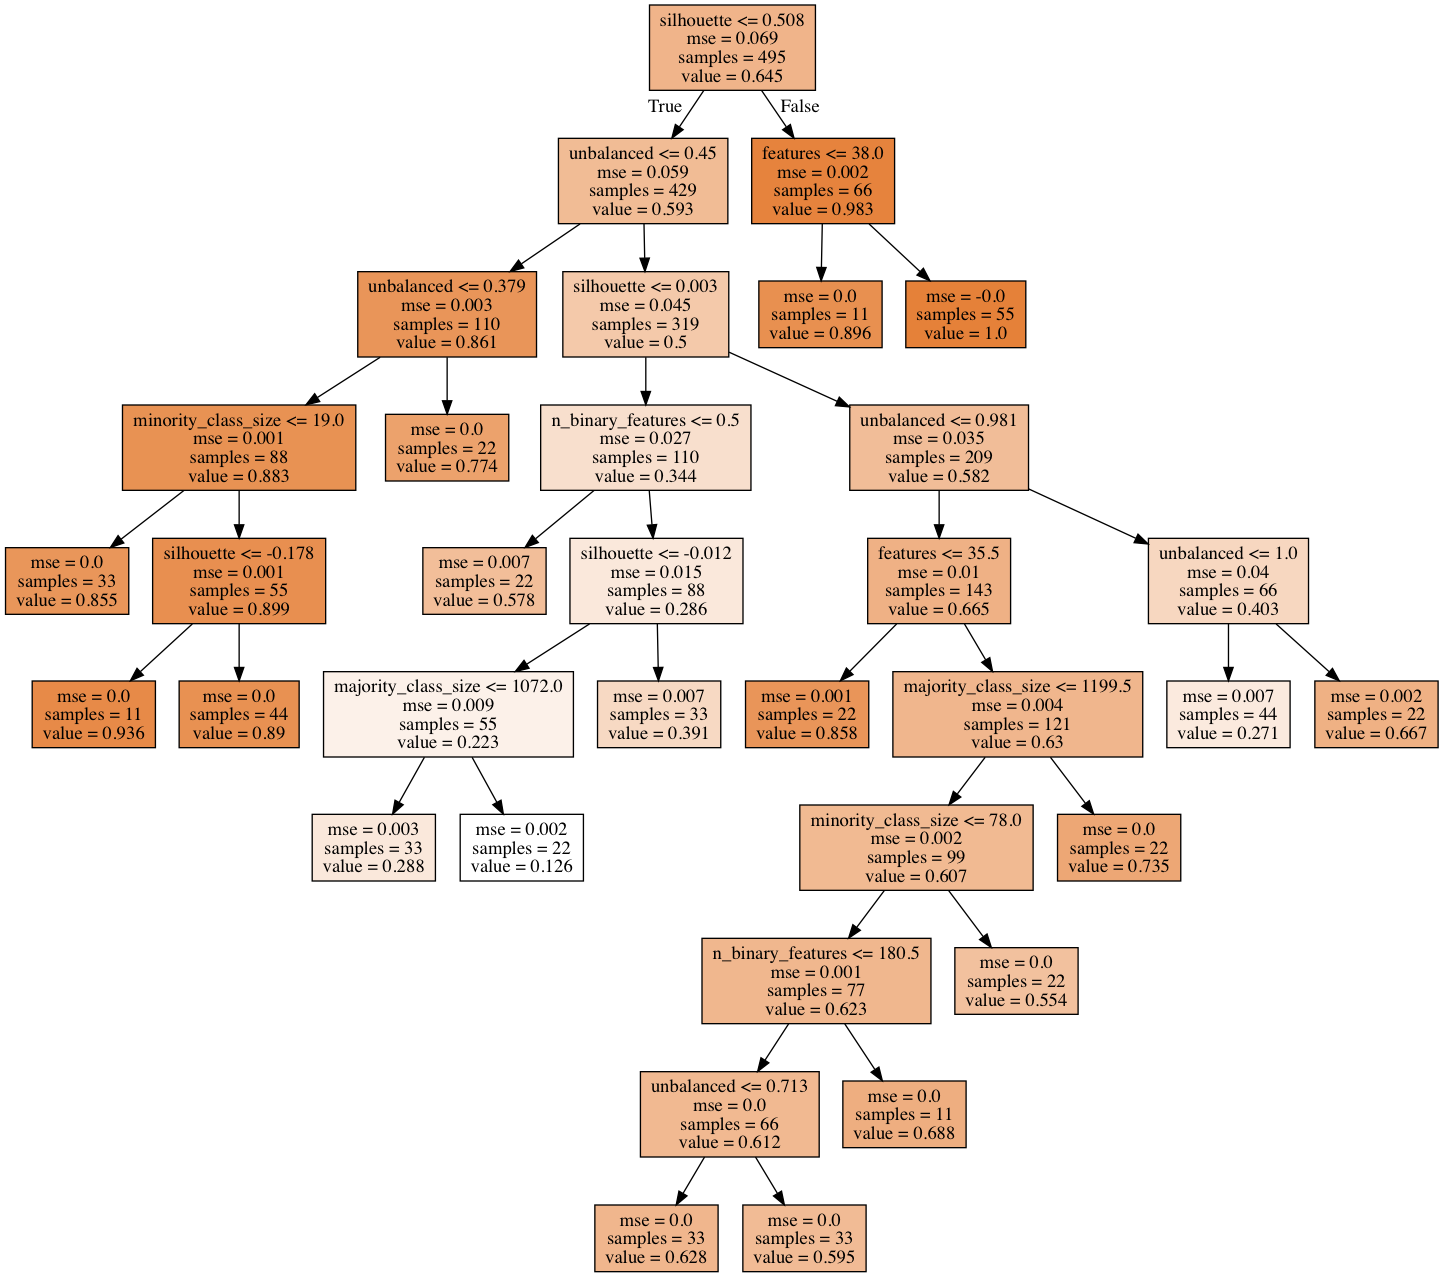 silhouette <= 0.508
mse = 0.069
samples = 495
value = 0.645
True
False
unbalanced <= 0.45
mse = 0.059
samples = 429
value = 0.593
features <= 38.0
mse = 0.002
samples = 66
value = 0.983
unbalanced <= 0.379
mse = 0.003
samples = 110
value = 0.861
silhouette <= 0.003
mse = 0.045
samples = 319
value = 0.5
mse = 0.0
samples = 11
value = 0.896
mse = -0.0
samples = 55
value = 1.0
minority_class_size <= 19.0
mse = 0.001
samples = 88
value = 0.883
mse = 0.0
samples = 22
value = 0.774
n_binary_features <= 0.5
mse = 0.027
samples = 110
value = 0.344
unbalanced <= 0.981
mse = 0.035
samples = 209
value = 0.582
mse = 0.0
samples = 33
value = 0.855
silhouette <= -0.178
mse = 0.001
samples = 55
value = 0.899
mse = 0.007
samples = 22
value = 0.578
silhouette <= -0.012
mse = 0.015
samples = 88
value = 0.286
features <= 35.5
mse = 0.01
samples = 143
value = 0.665
unbalanced <= 1.0
mse = 0.04
samples = 66
value = 0.403
mse = 0.0
samples = 11
value = 0.936
mse = 0.0
samples = 44
value = 0.89
majority_class_size <= 1072.0
mse = 0.009
samples = 55
value = 0.223
mse = 0.007
samples = 33
value = 0.391
mse = 0.001
samples = 22
value = 0.858
majority_class_size <= 1199.5
mse = 0.004
samples = 121
value = 0.63
mse = 0.007
samples = 44
value = 0.271
mse = 0.002
samples = 22
value = 0.667
mse = 0.003
samples = 33
value = 0.288
mse = 0.002
samples = 22
value = 0.126
minority_class_size <= 78.0
mse = 0.002
samples = 99
value = 0.607
mse = 0.0
samples = 22
value = 0.735
n_binary_features <= 180.5
mse = 0.001
samples = 77
value = 0.623
mse = 0.0
samples = 22
value = 0.554
unbalanced <= 0.713
mse = 0.0
samples = 66
value = 0.612
mse = 0.0
samples = 11
value = 0.688
mse = 0.0
samples = 33
value = 0.628
mse = 0.0
samples = 33
value = 0.595